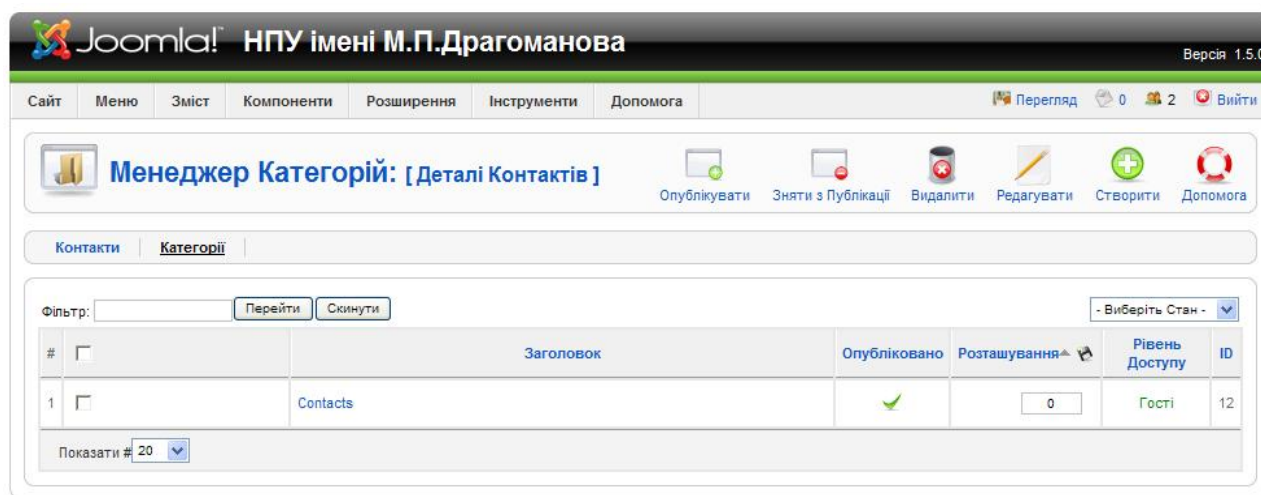 Joomla! НПУ імені М.П.Драгоманова
Версія 1.5.0
Сайт Меню Зміст Компоненти Розширення Інструменти Допомога Перегляд 0 2 Вийти
Менеджер Категорій: [ Деталі Контактів ]
Опублікувати Зняти з Публікації Видалити Редагувати Створити Допомога
Контакти Категорії
Фільтр: Перейти Скинути - Виберіть Стан -
# Заголовок Опубліковано Розташування Рівень Доступу ID
1 Contacts 0 Гості 12
Показати # 20